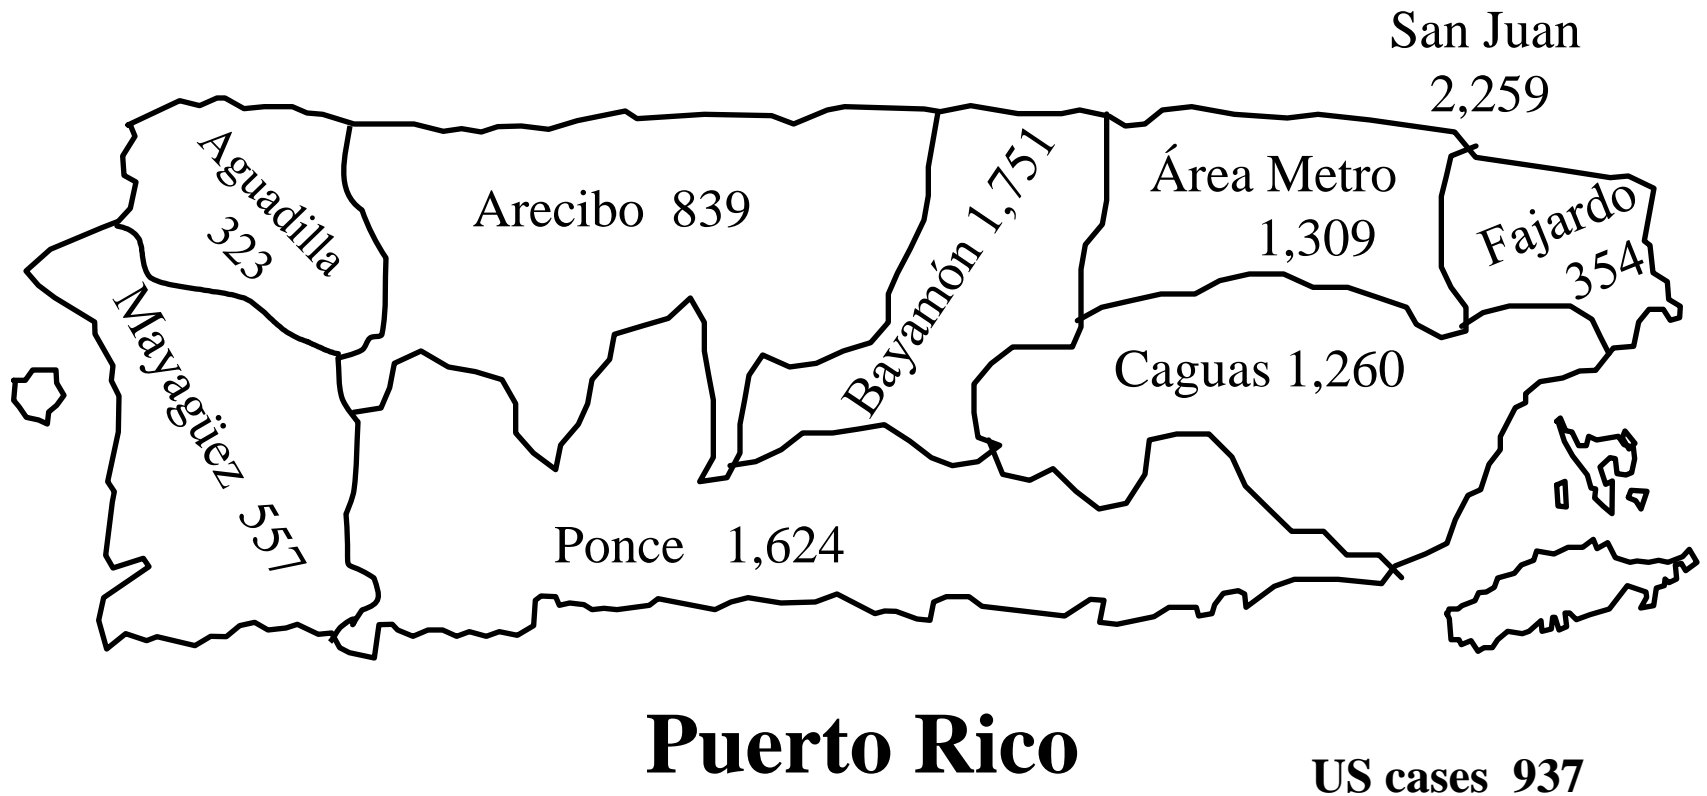 San Juan
2,259
Aguadilla
323
Arecibo 839
Bayamón 1,751
Área Metro
1,309
Fajardo
354
Mayagüez 557
Caguas 1,260
Ponce 1,624
Puerto Rico
US cases 937